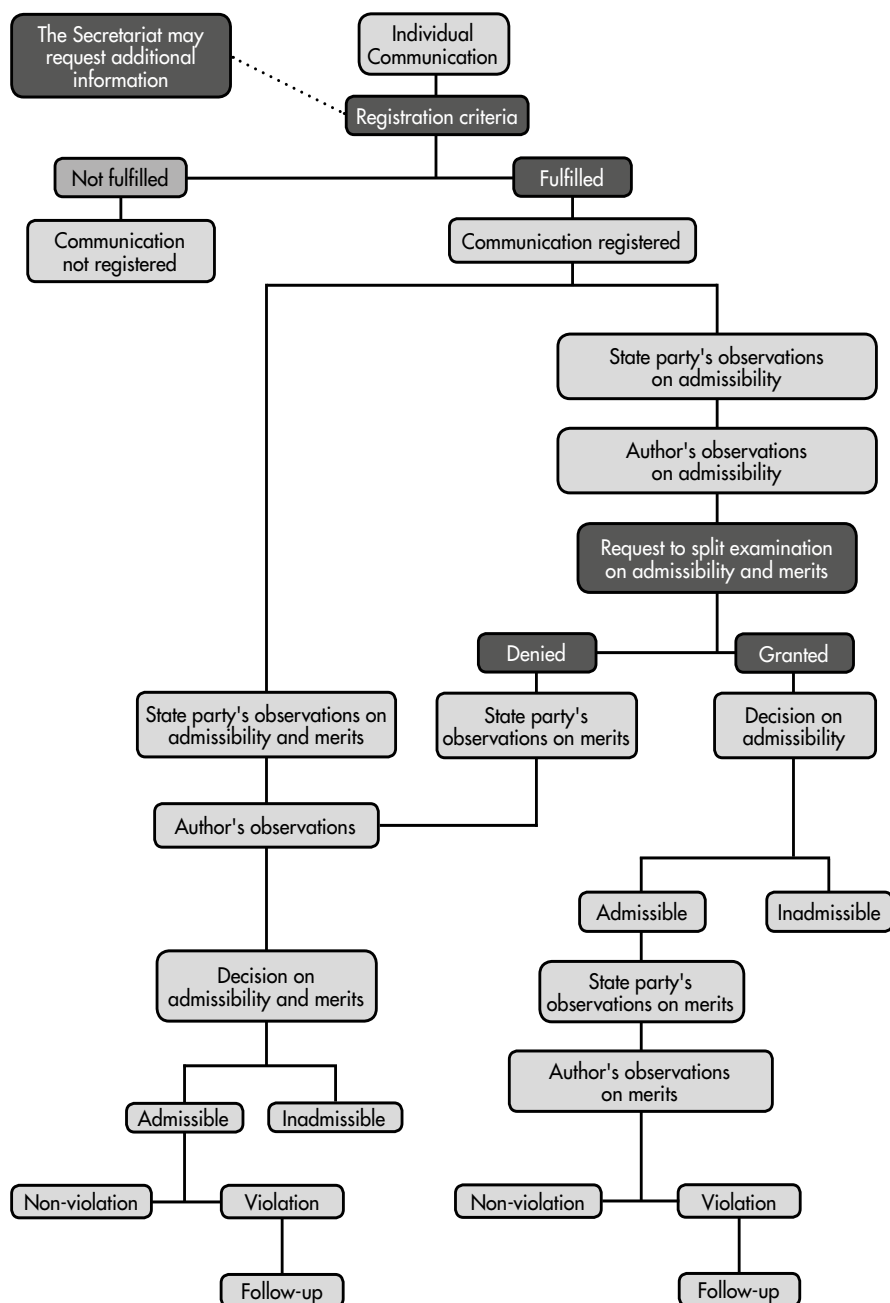 The Secretariat may
request additional
information
Individual
Communication
Registration criteria
Not fulfilled
Fulfilled
Communication
not registered
Communication registered
State party's observations
on admissibility
Author's observations
on admissibility
Request to split examination
on admissibility and merits
Denied
Granted
State party's observations on
admissibility and merits
State party's
observations on merits
Decision on
admissibility
Author's observations
Admissible
Inadmissible
Decision on
admissibility and merits
State party's
observations on merits
Author's observations
on merits
Admissible
Inadmissible
Non-violation
Violation
Non-violation
Violation
Follow-up
Follow-up